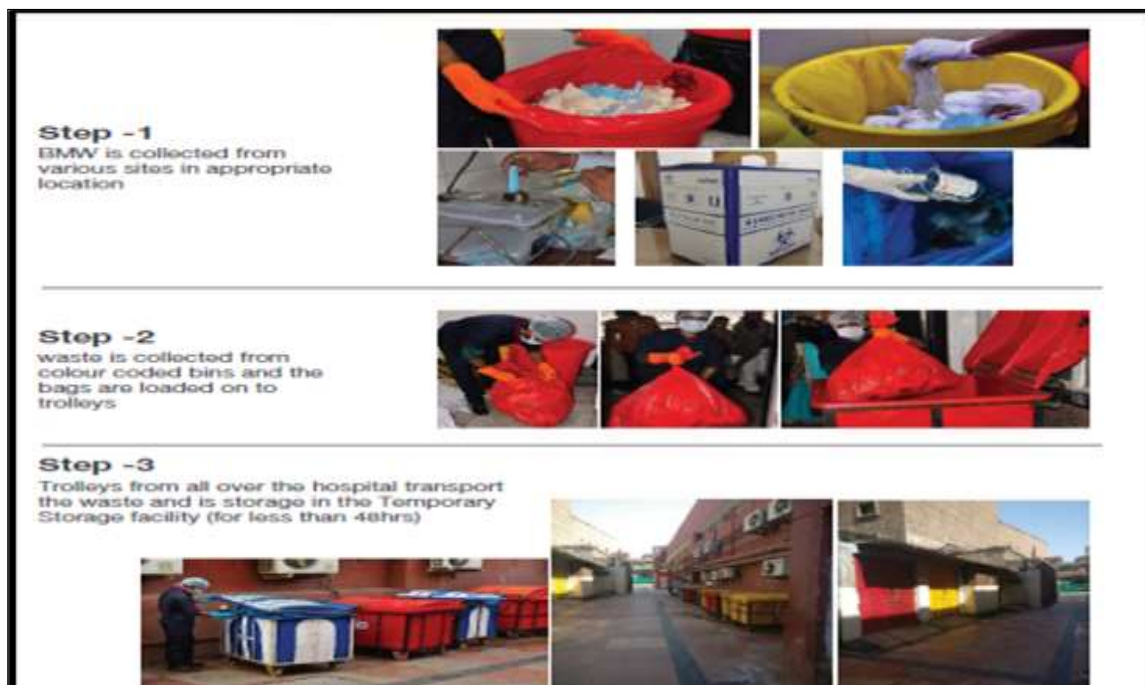 Step -1
BMW is collected from
various sites in appropriate
location
Step -2
waste is collected from
colour coded bins and the
bags are loaded on to
trolleys
Step -3
Trolleys from all over the hospital transport
the waste and is storage in the Temporary
Storage facility (for less than 48hrs)